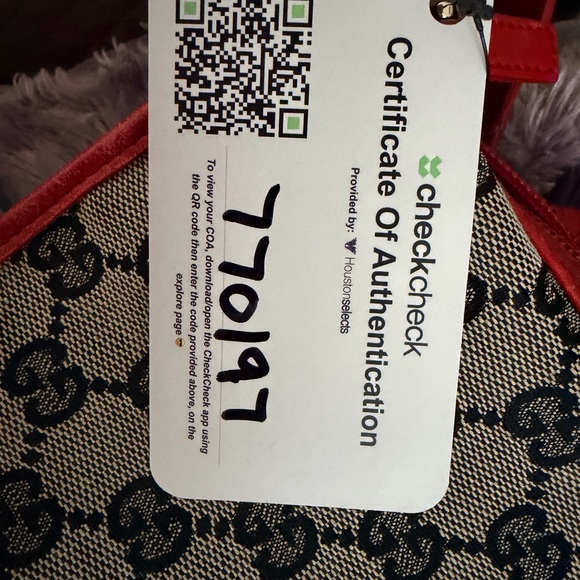 checkcheck
Certificate Of Authentication
Provided by: Houstonselects
770197
To view your COA, download/open the CheckCheck app using
the QR code then enter the code provided above, on the
explore page 😎